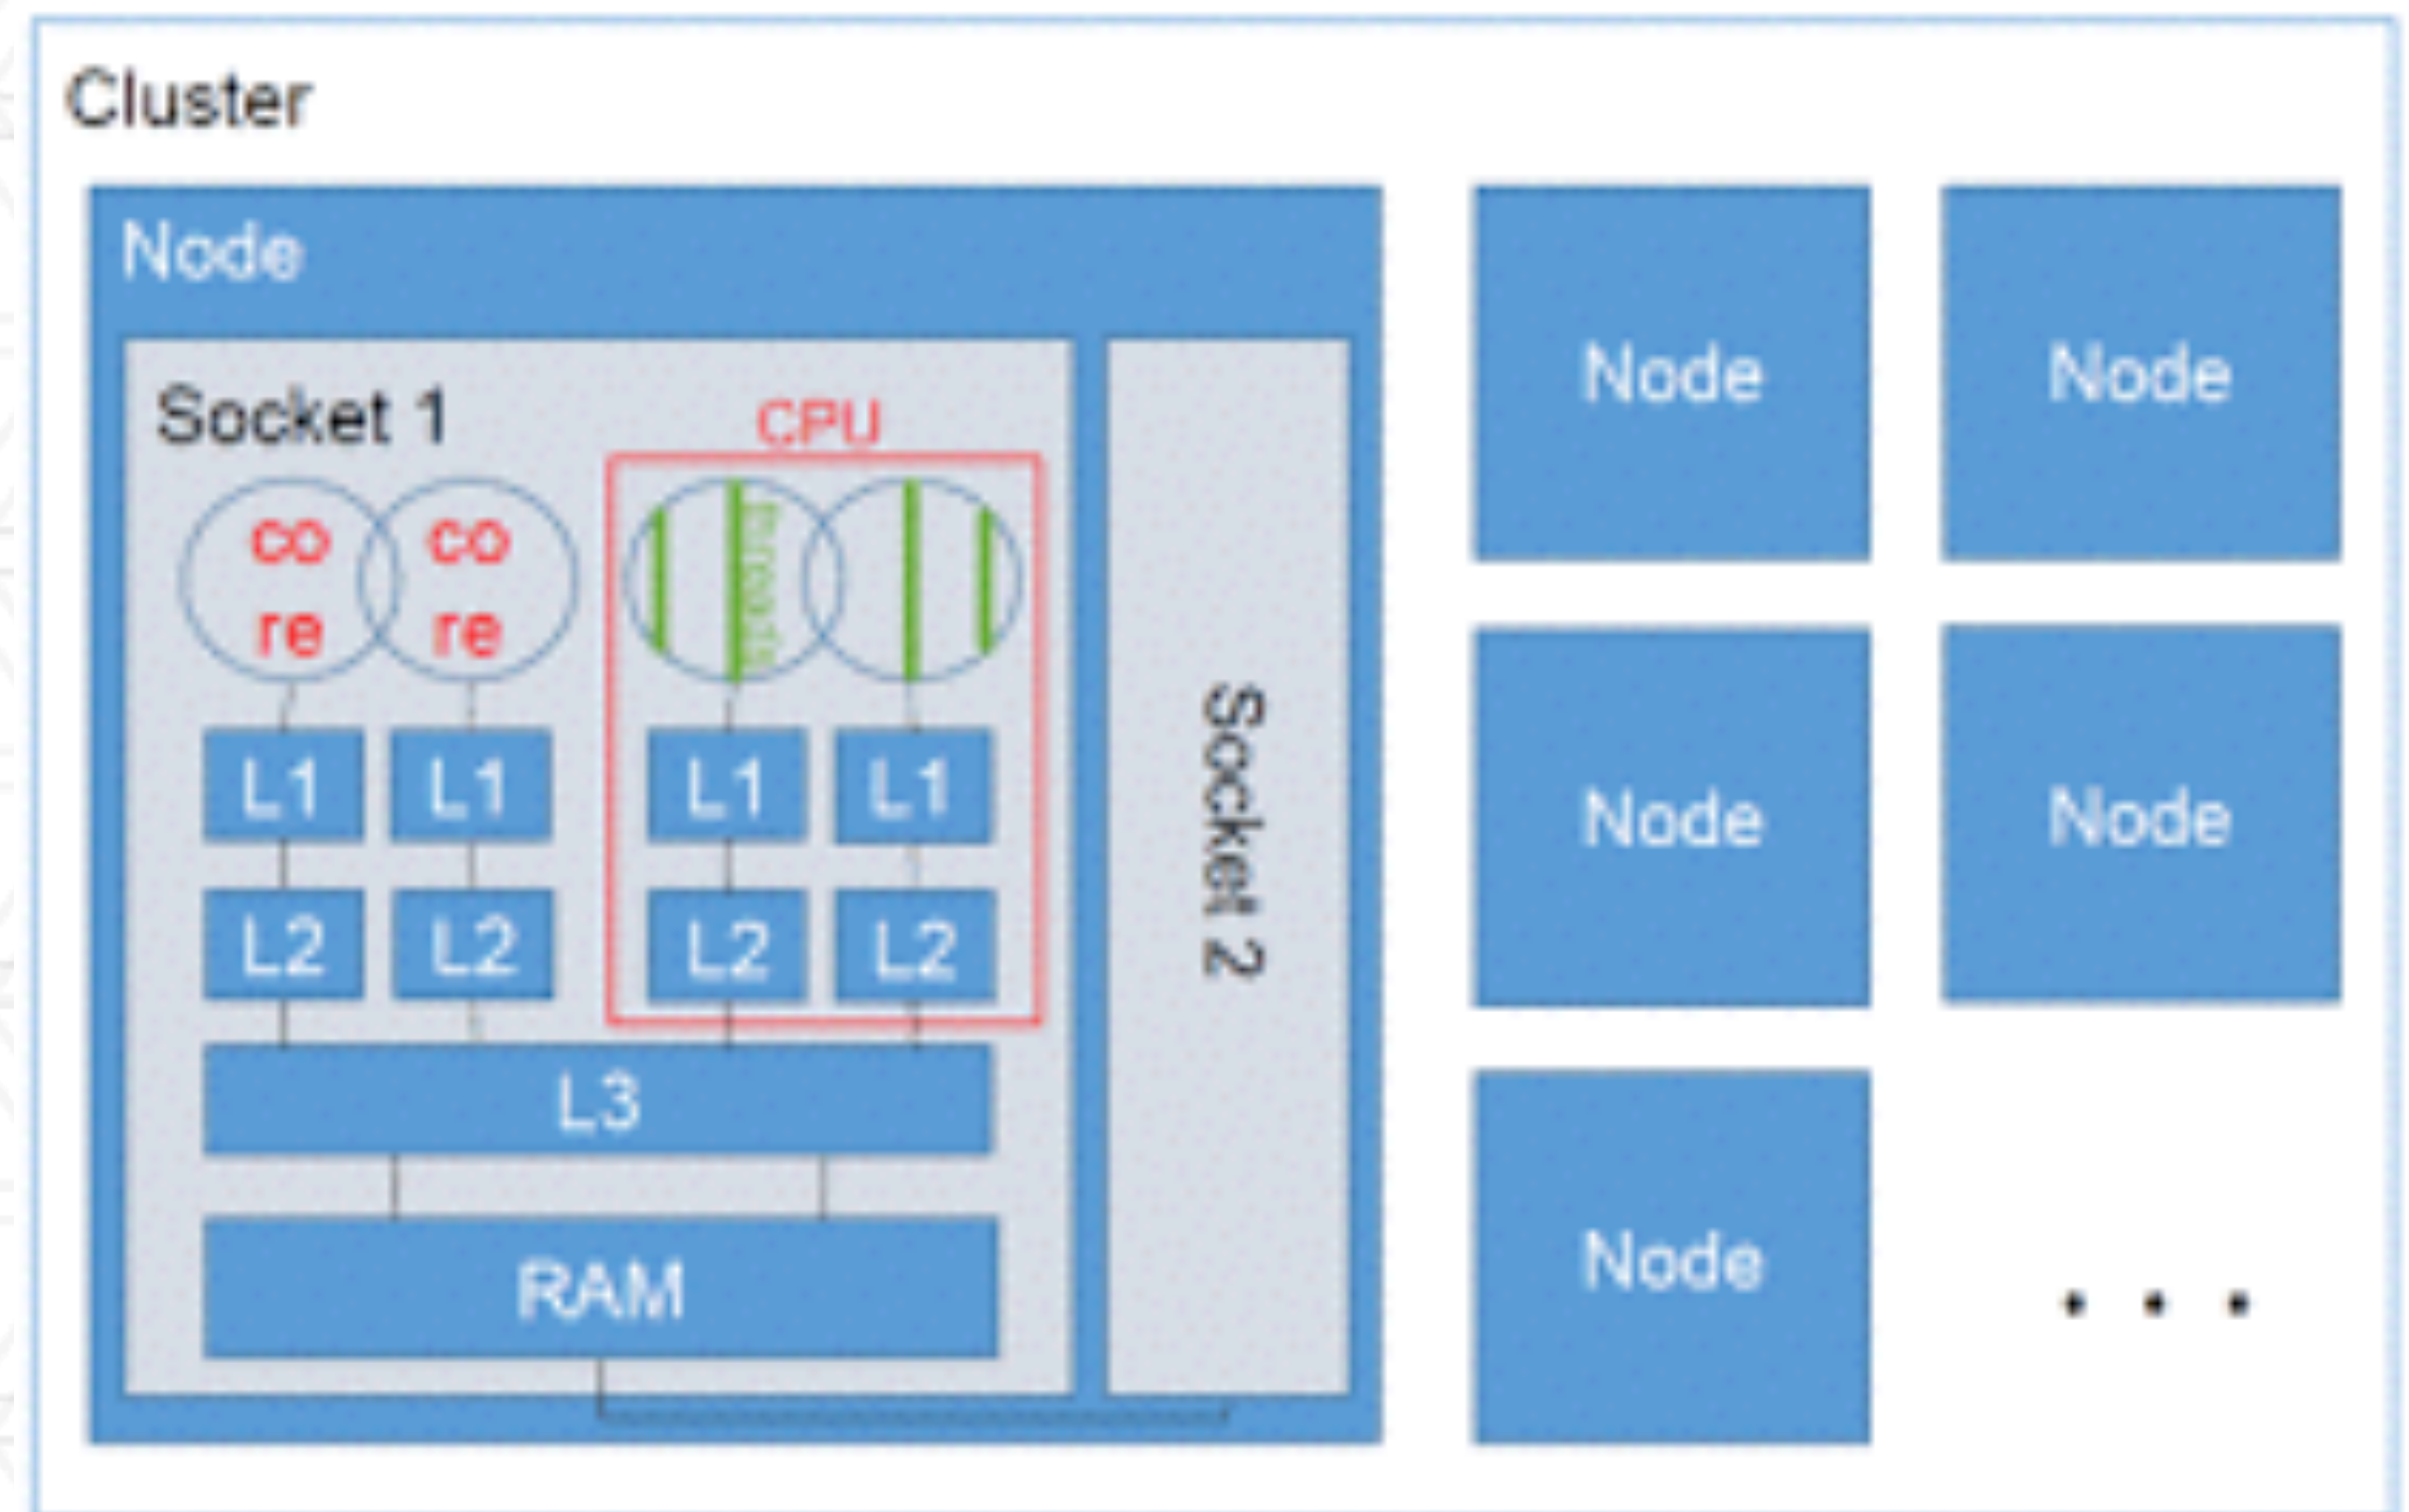 Cluster
Node
Socket 1
CPU
co
re
co
re
threads
L1
L1
L1
L1
L2
L2
L2
L2
L3
RAM
Socket 2
Node
Node
Node
Node
Node
. . .